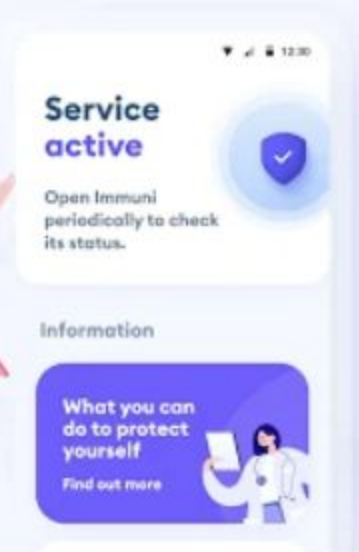 12:30
Service
active
Open Immuni
periodically to check
its status.
Information
What you can
do to protect
yourself
Find out more